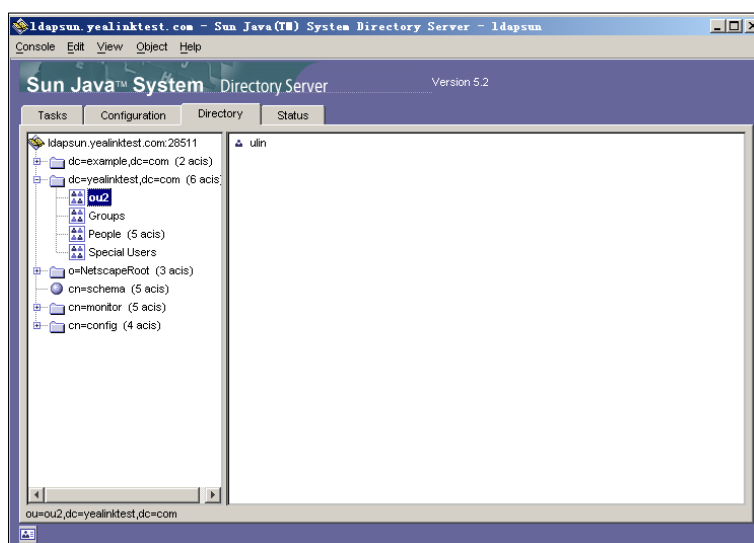 ldapsun.yealinktest.com - Sun Java(TM) System Directory Server - ldapsun
Console Edit View Object Help
Sun Java™ System Directory Server
Version 5.2
Tasks Configuration Directory Status
ldapsun.yealinktest.com:28511
ulin
dc=example,dc=com (2 acis)
dc=yealinktest,dc=com (6 acis)
ou2
Groups
People (5 acis)
Special Users
o=NetscapeRoot (3 acis)
cn=schema (5 acis)
cn=monitor (5 acis)
cn=config (4 acis)
ou=ou2,dc=yealinktest,dc=com